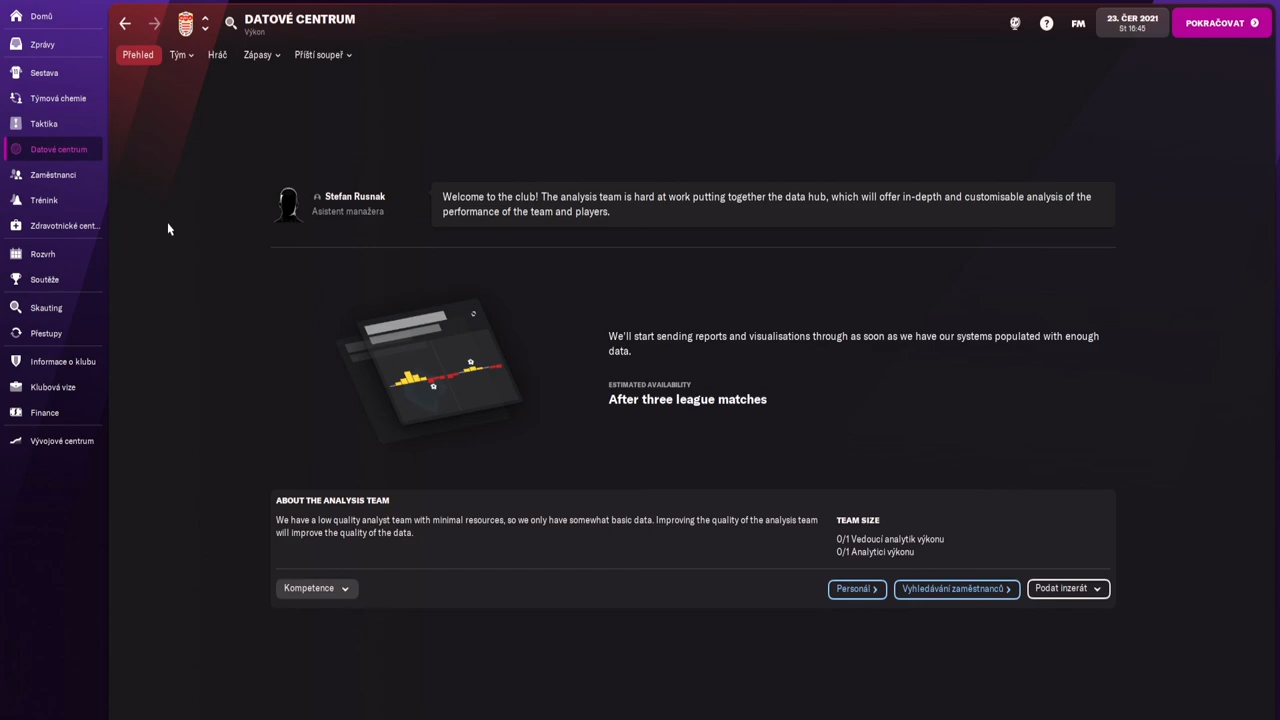 Domů
Zprávy
Sestava
Týmová chemie
Taktika
Datové centrum
Zaměstnanci
Trénink
Zdravotnické cent...
Rozvrh
Soutěže
Skauting
Přestupy
Informace o klubu
Klubová vize
Finance
Vývojové centrum
DATOVÉ CENTRUM
Výkon
FM
23. ČER 2021
St 16:45
POKRAČOVAT
Přehled
Tým
Hráč
Zápasy
Příští soupeř
Stefan Rusnak
Asistent manažera
Welcome to the club! The analysis team is hard at work putting together the data hub, which will offer in-depth and customisable analysis of the
performance of the team and players.
We'll start sending reports and visualisations through as soon as we have our systems populated with enough
data.
ESTIMATED AVAILABILITY
After three league matches
ABOUT THE ANALYSIS TEAM
We have a low quality analyst team with minimal resources, so we only have somewhat basic data. Improving the quality of the analysis team
will improve the quality of the data.
TEAM SIZE
0/1 Vedoucí analytik výkonu
0/1 Analytici výkonu
Kompetence
Personál
Vyhledávání zaměstnanců
Podat inzerát